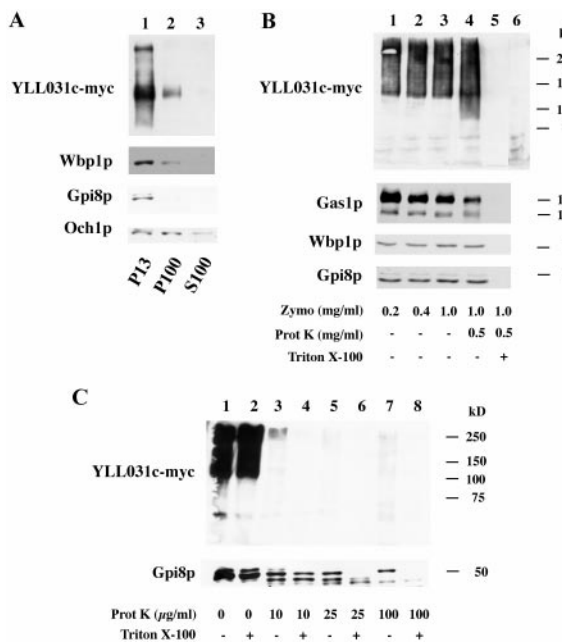 A
1 2 3
YLL031c-myc
Wbp1p
Gpi8p
Och1p
P13 P100 S100
B
1 2 3 4 5 6
YLL031c-myc
Gas1p
Wbp1p
Gpi8p
Zymo (mg/ml) 0.2 0.4 1.0 1.0 1.0
Prot K (mg/ml) - - - 0.5 0.5
Triton X-100 - - - - +
C
1 2 3 4 5 6 7 8
kD
YLL031c-myc
250
150
100
75
Gpi8p
50
Prot K (µg/ml) 0 0 10 10 25 25 100 100
Triton X-100 - + - + - + - +